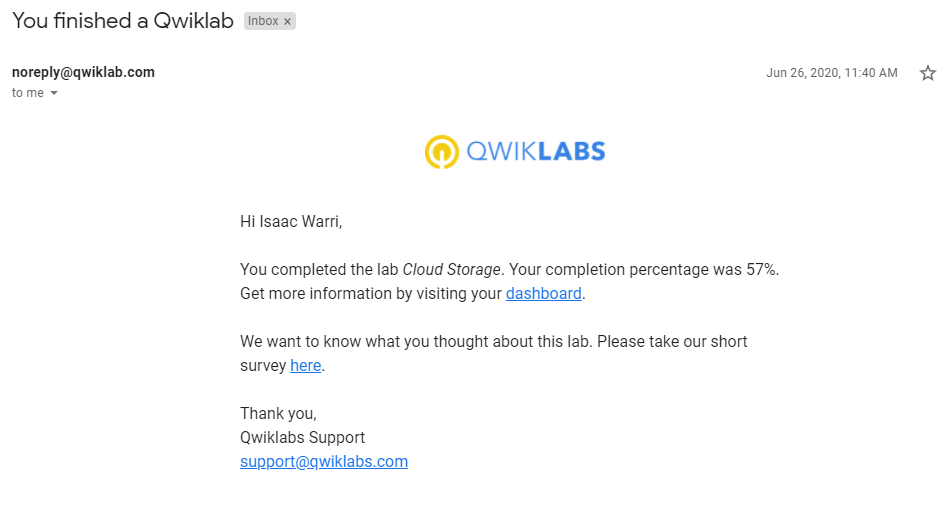 You finished a Qwiklab Inbox ×
noreply@qwiklab.com
Jun 26, 2020, 11:40 AM
to me
QWIKLABS
Hi Isaac Warri,
You completed the lab Cloud Storage. Your completion percentage was 57%.
Get more information by visiting your dashboard.
We want to know what you thought about this lab. Please take our short
survey here.
Thank you,
Qwiklabs Support
support@qwiklabs.com